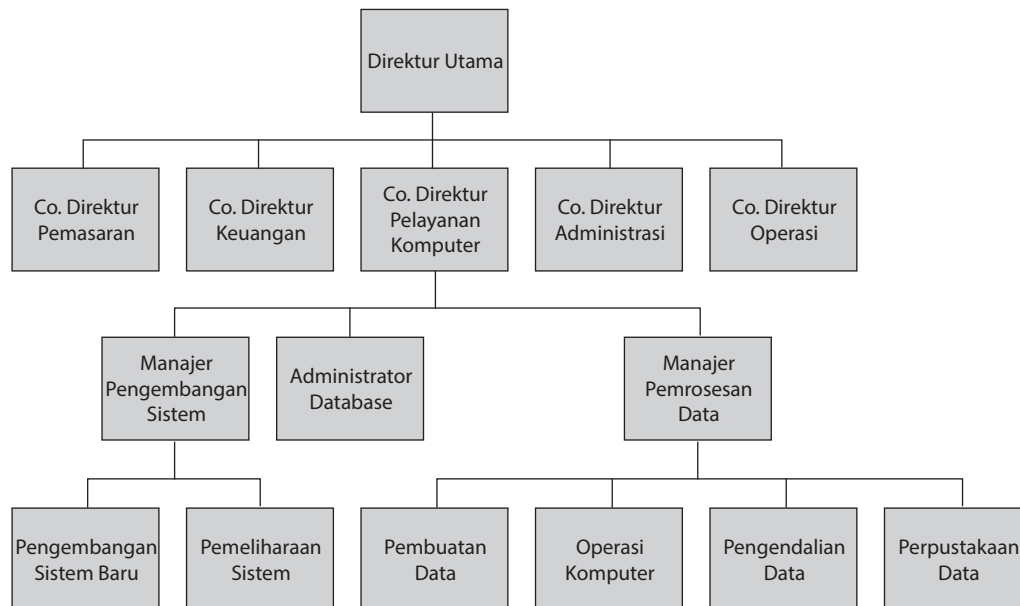 Direktur Utama
Co. Direktur
Pemasaran
Co. Direktur
Keuangan
Co. Direktur
Pelayanan
Komputer
Co. Direktur
Administrasi
Co. Direktur
Operasi
Manajer
Pengembangan
Sistem
Administrator
Database
Manajer
Pemrosesan
Data
Pengembangan
Sistem Baru
Pemeliharaan
Sistem
Pembuatan
Data
Operasi
Komputer
Pengendalian
Data
Perpustakaan
Data